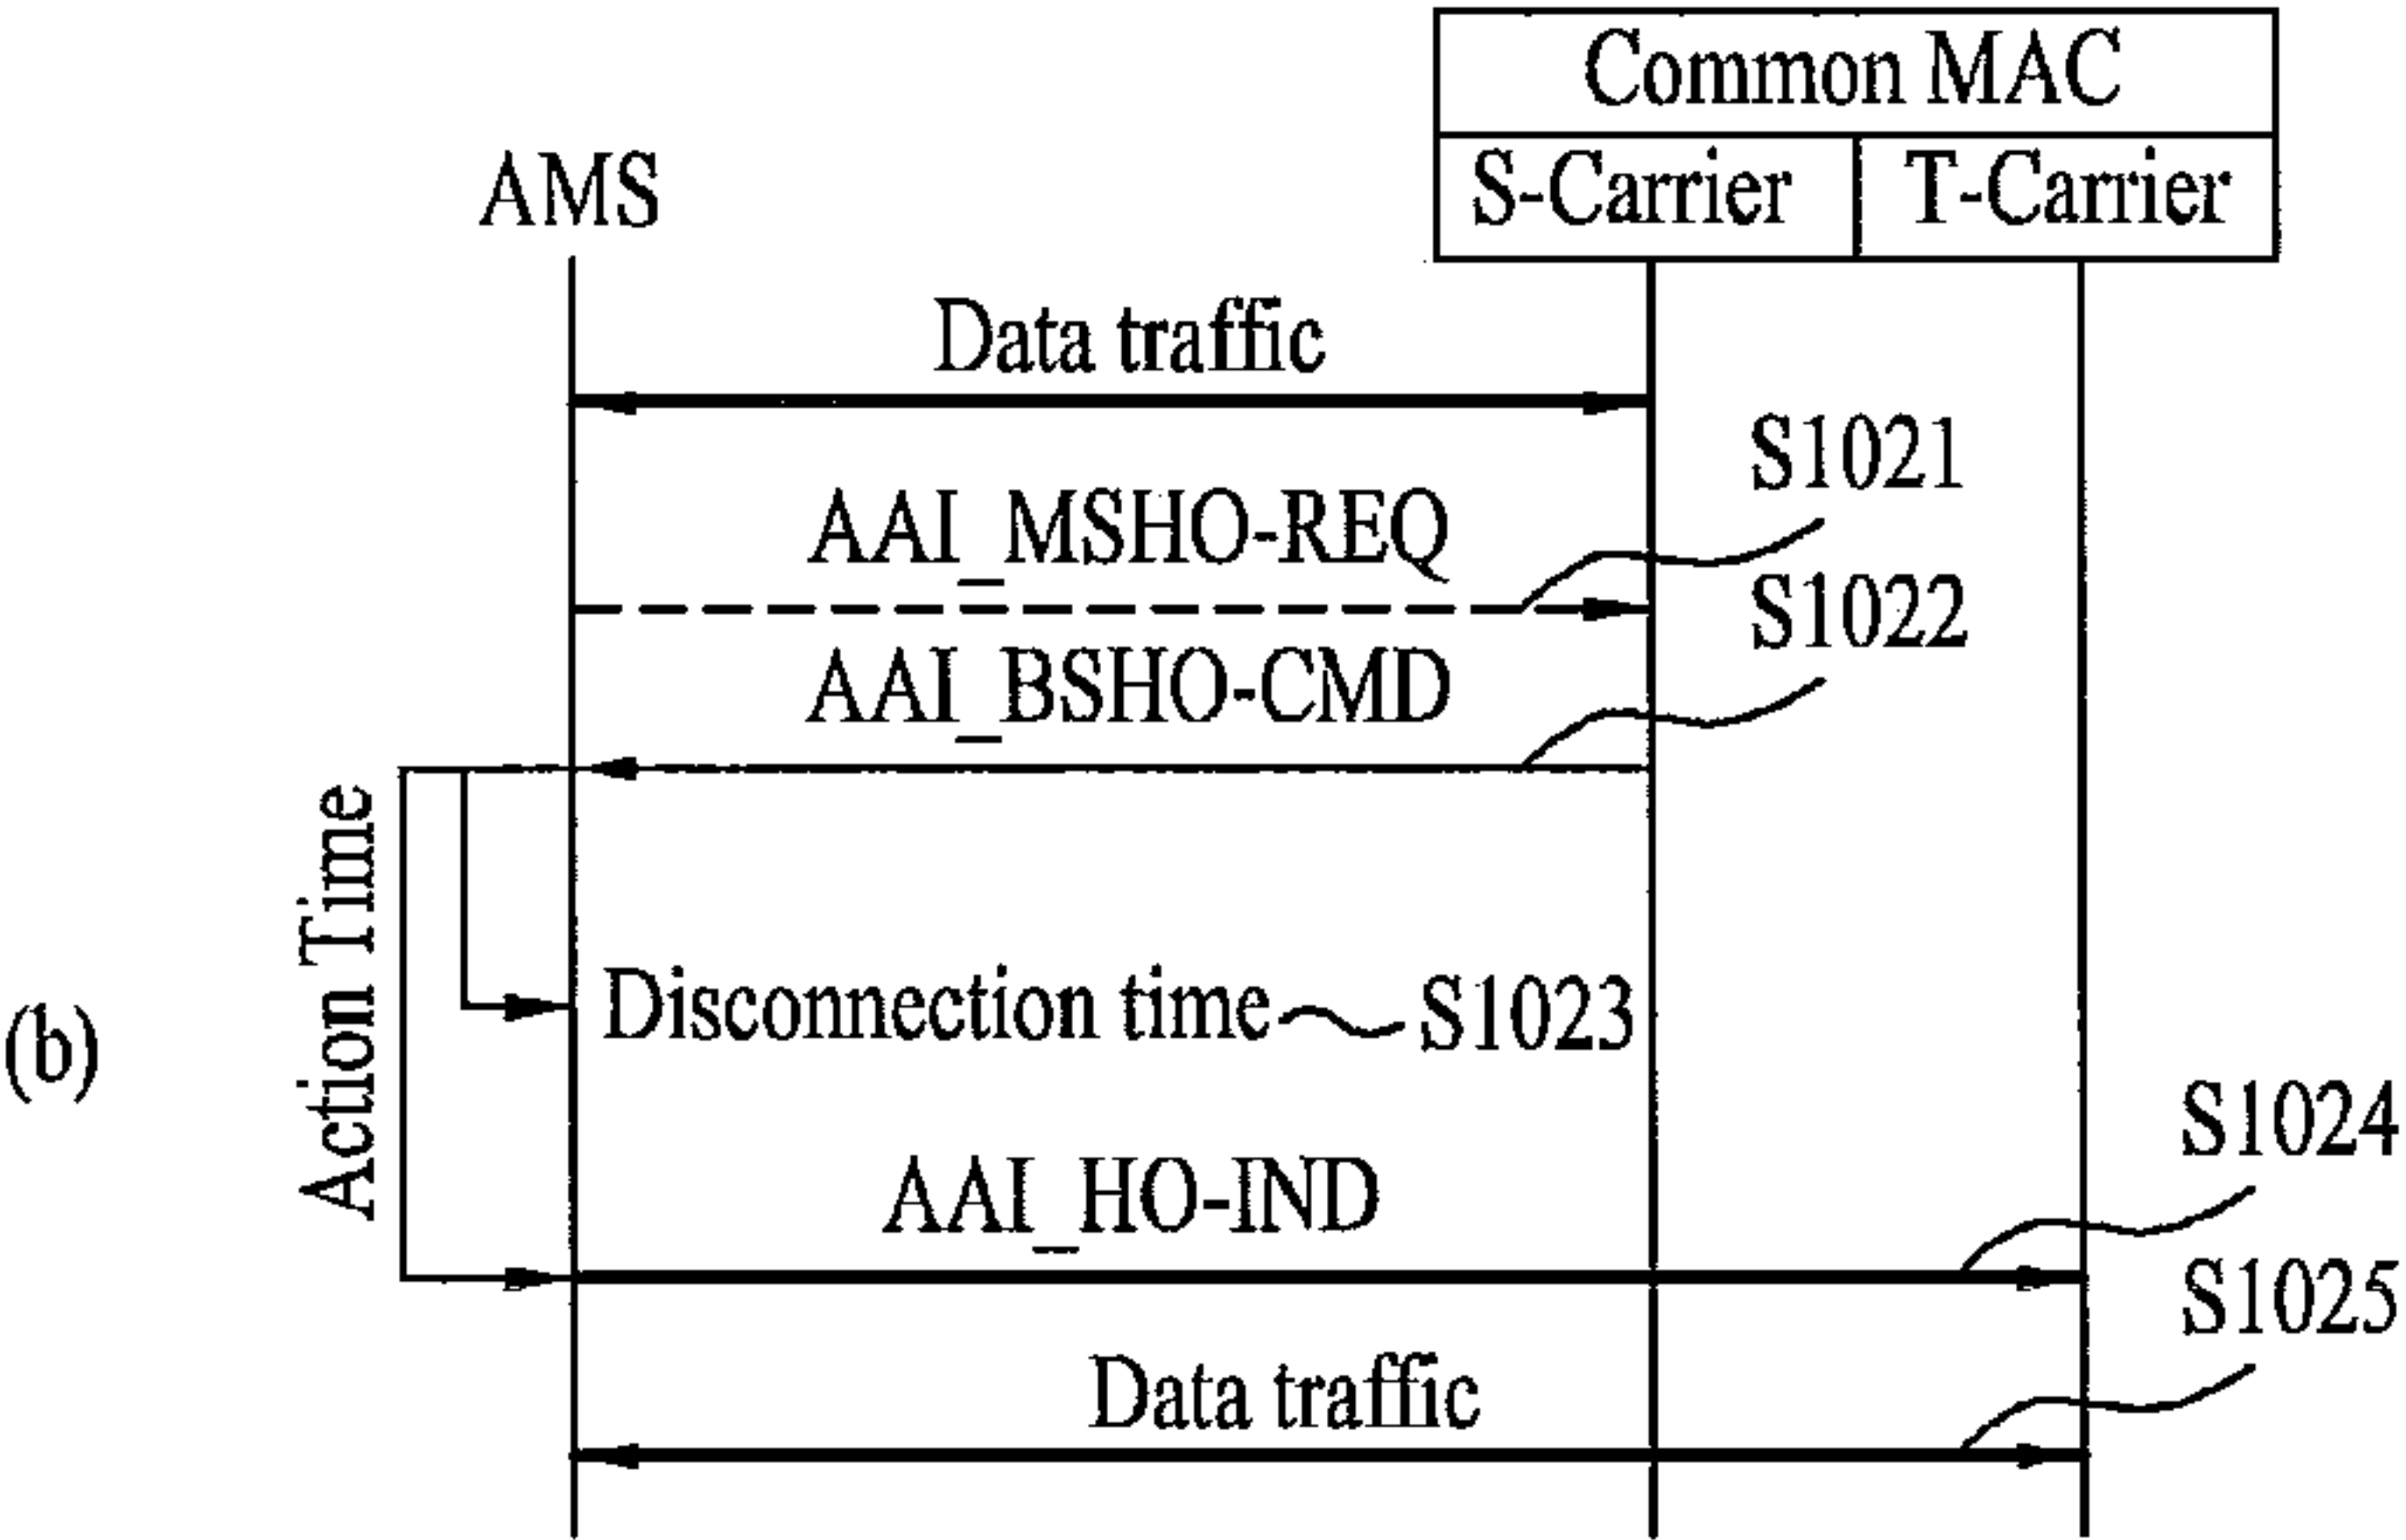 Common MAC
AMS
S-Carrier
T-Carrier
Data traffic
S1021
AAI_MSHO-REQ
S1022
AAI_BSHO-CMD
Action Time
Disconnection time
S1023
(b)
S1024
AAI_HO-IND
S1025
Data traffic